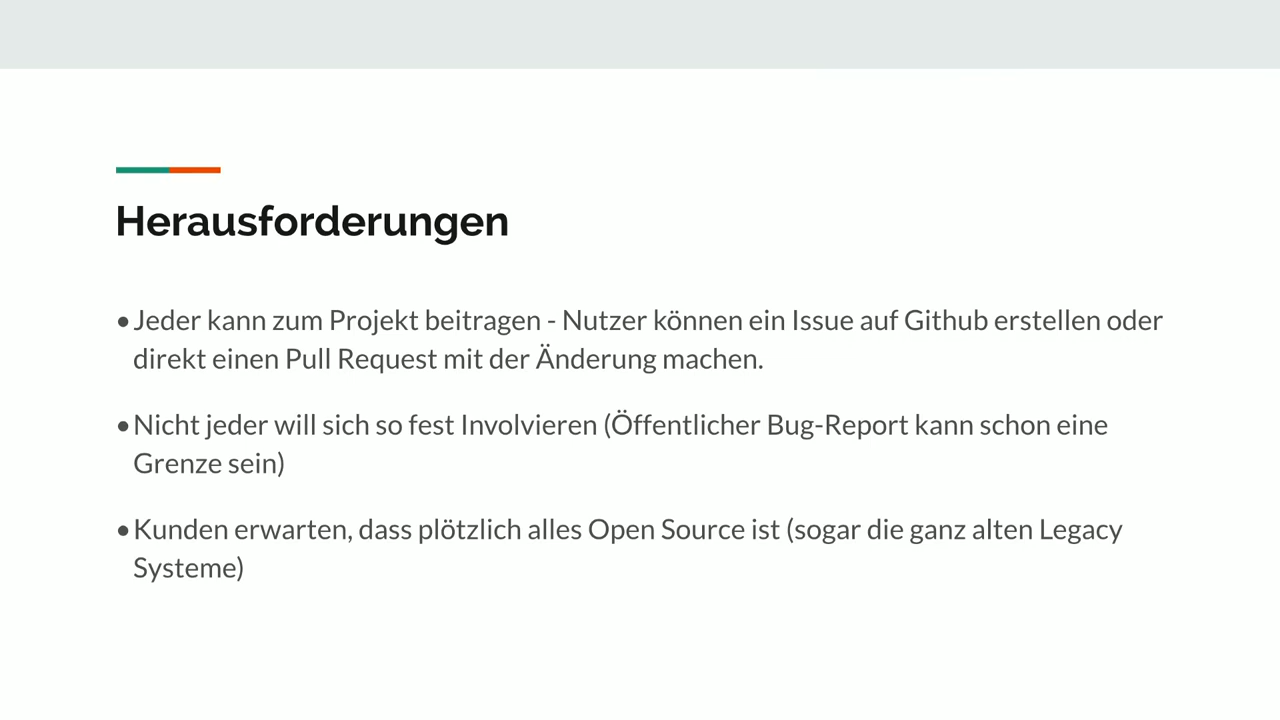 Herausforderungen
● Jeder kann zum Projekt beitragen - Nutzer können ein Issue auf Github erstellen oder
direkt einen Pull Request mit der Änderung machen.
● Nicht jeder will sich so fest Involvieren (Öffentlicher Bug-Report kann schon eine
Grenze sein)
● Kunden erwarten, dass plötzlich alles Open Source ist (sogar die ganz alten Legacy
Systeme)